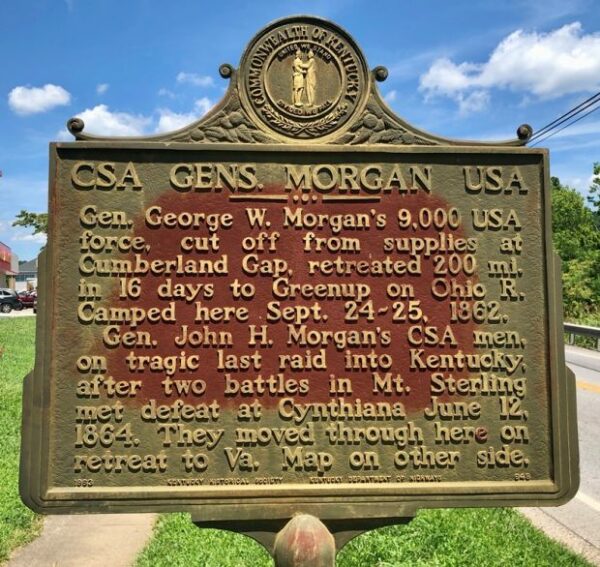 COMMONWEALTH OF KENTUCKY
UNITED WE STAND
CSA GENS. MORGAN USA
Gen. George W. Morgan's 9,000 USA
force, cut off from supplies at
Cumberland Gap, retreated 200 mi.
in 16 days to Greenup on Ohio R.
Camped here Sept. 24-25, 1862.
Gen. John H. Morgan's CSA men,
on tragic last raid into Kentucky,
after two battles in Mt. Sterling
met defeat at Cynthiana June 12,
1864. They moved through here on
retreat to Va. Map on other side.
KENTUCKY HISTORICAL SOCIETY KENTUCKY DEPARTMENT OF HIGHWAYS